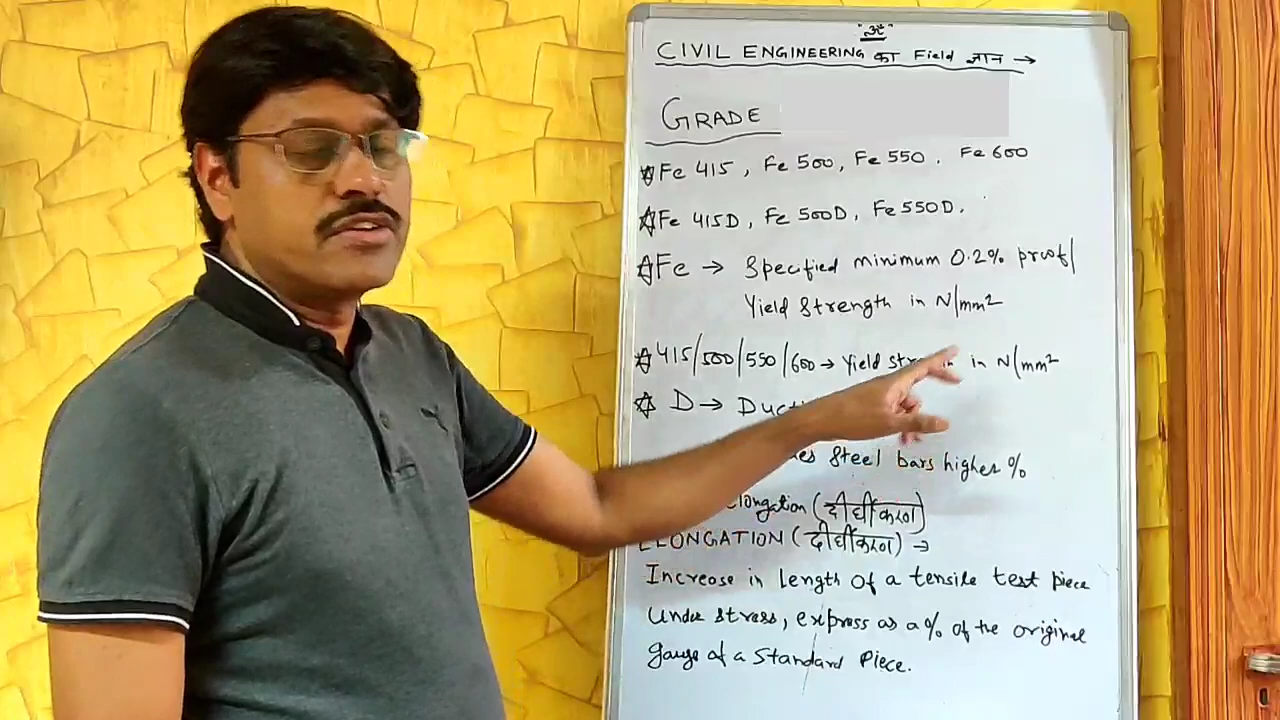 "ॐ"
CIVIL ENGINEERING का Field ज्ञान →
GRADE
☆ Fe 415, Fe 500, Fe 550, Fe 600
☆ Fe 415D, Fe 500D, Fe 550D.
☆ Fe → Specified minimum 0.2% proof/
Yield Strength in N/mm²
☆ 415/500/550/600 → Yield in N/mm²
☆ D →
Steel bars higher %
Elongation (दीर्घीकरण)
ELONGATION (दीर्घीकरण) →
Increase in length of a tensile test piece
Under stress, express as a % of the original
gauge of a Standard Piece.